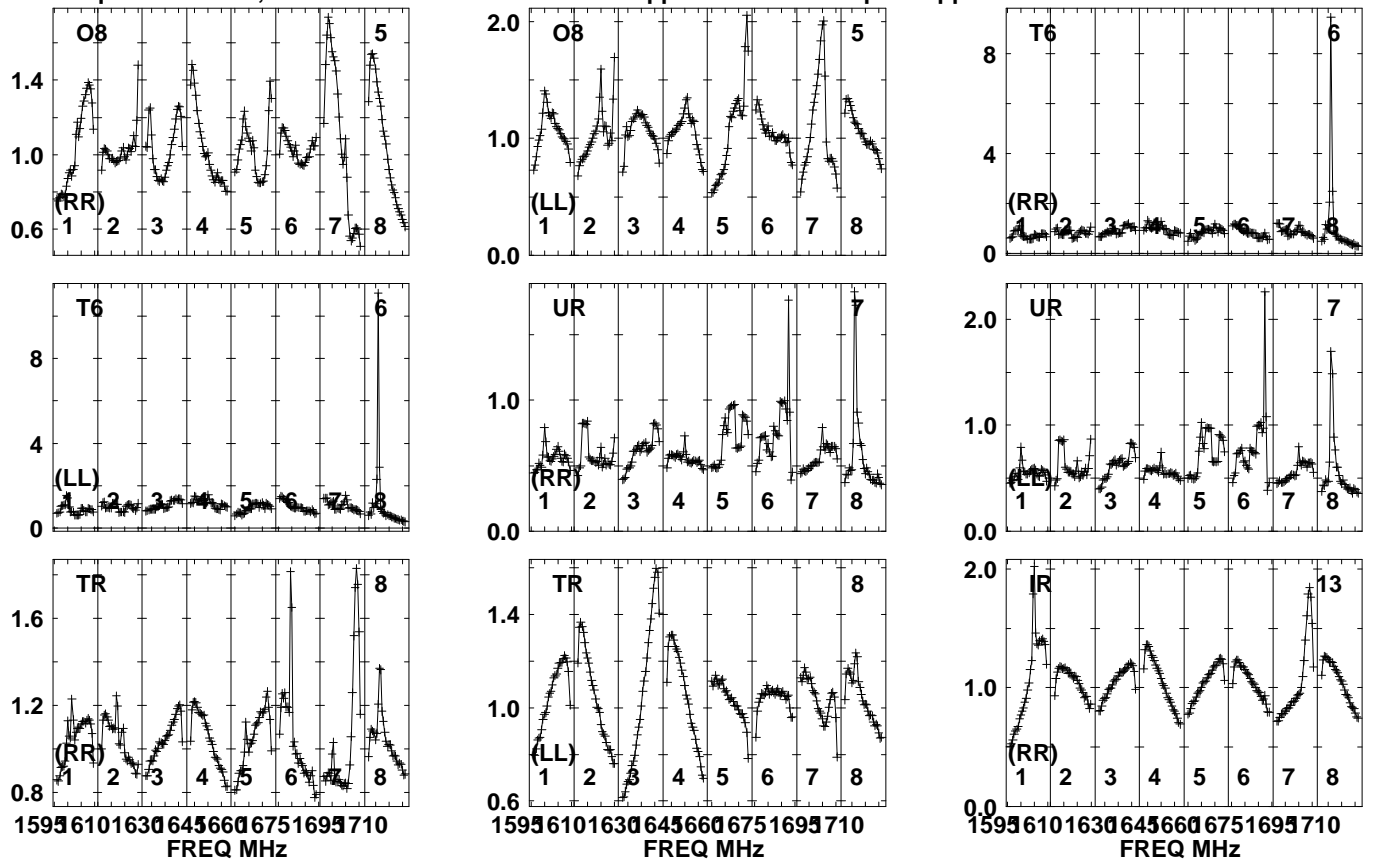 O8 5 O8 5 T6 6
1.4 2.0 8
1.0 1.0 4
0.6 0.0 0
(RR) (LL) (RR)
1 2 3 4 5 6 7 8 1 2 3 4 5 6 7 8 1 2 3 4 5 6 7 8
T6 6 UR 7 UR 7
8 1.0 2.0
4 0.0 1.0
0 0.0
(LL) (RR) (LL)
1 2 3 4 5 6 7 8 1 2 3 4 5 6 7 8 1 2 3 4 5 6 7 8
TR 8 TR 8 IR 13
1.6 1.4 2.0
1.2 1.0 1.0
0.8 0.6 0.0
(RR) (LL) (RR)
1 2 3 4 5 6 7 8 1 2 3 4 5 6 7 8 1 2 3 4 5 6 7 8
1595 1610 1630 1645 1660 1675 1695 1710 1595 1610 1630 1645 1660 1675 1695 1710 1595 1610 1630 1645 1660 1675 1695 1710
FREQ MHz FREQ MHz FREQ MHz